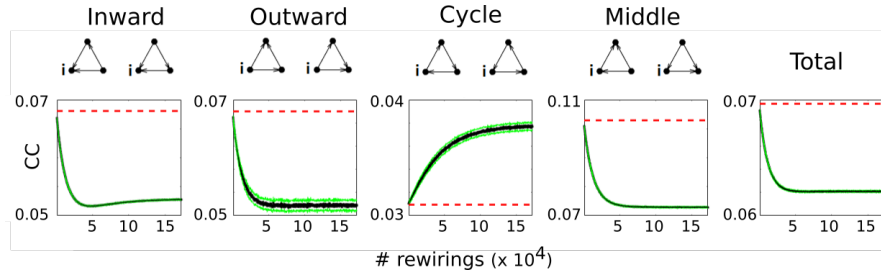 Inward Outward Cycle Middle Total
i i i i i i i i
CC
0.07 0.07 0.04 0.11 0.07
0.05 0.05 0.03 0.07 0.06
5 10 15 5 10 15 5 10 15 5 10 15 5 10 15
# rewirings (x 10⁴)